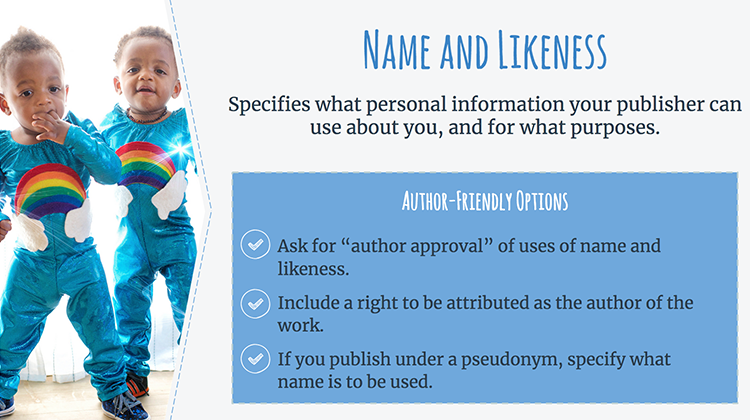 Name and Likeness
Specifies what personal information your publisher can
use about you, and for what purposes.
Author-Friendly Options
Ask for “author approval” of uses of name and
likeness.
Include a right to be attributed as the author of the
work.
If you publish under a pseudonym, specify what
name is to be used.